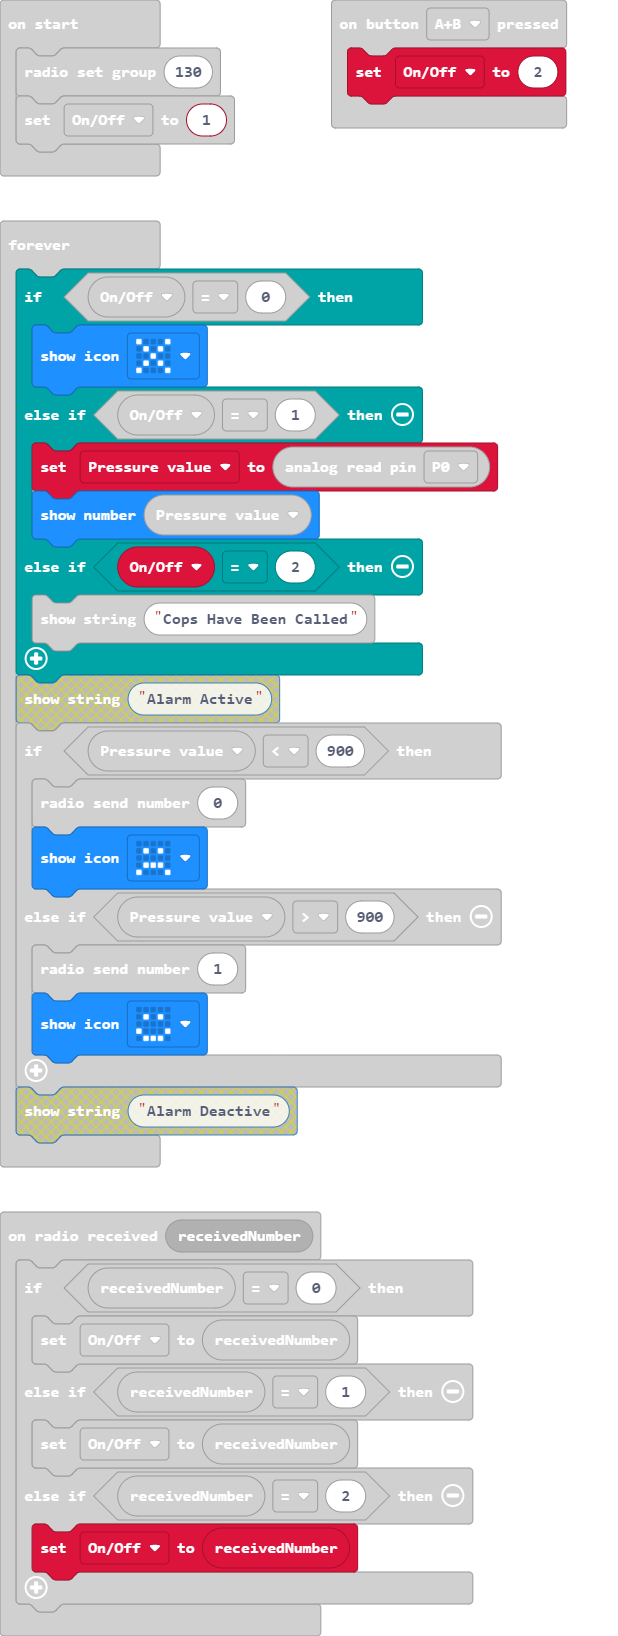 on start
radio set group 130
set On/Off to 1
on button A+B pressed
set On/Off to 2
forever
if On/Off = 0 then
show icon
else if On/Off = 1 then
set Pressure value to analog read pin P0
show number Pressure value
else if On/Off = 2 then
show string "Cops Have Been Called"
show string "Alarm Active"
if Pressure value < 900 then
radio send number 0
show icon
else if Pressure value > 900 then
radio send number 1
show icon
show string "Alarm Deactive"
on radio received receivedNumber
if receivedNumber = 0 then
set On/Off to receivedNumber
else if receivedNumber = 1 then
set On/Off to receivedNumber
else if receivedNumber = 2 then
set On/Off to receivedNumber